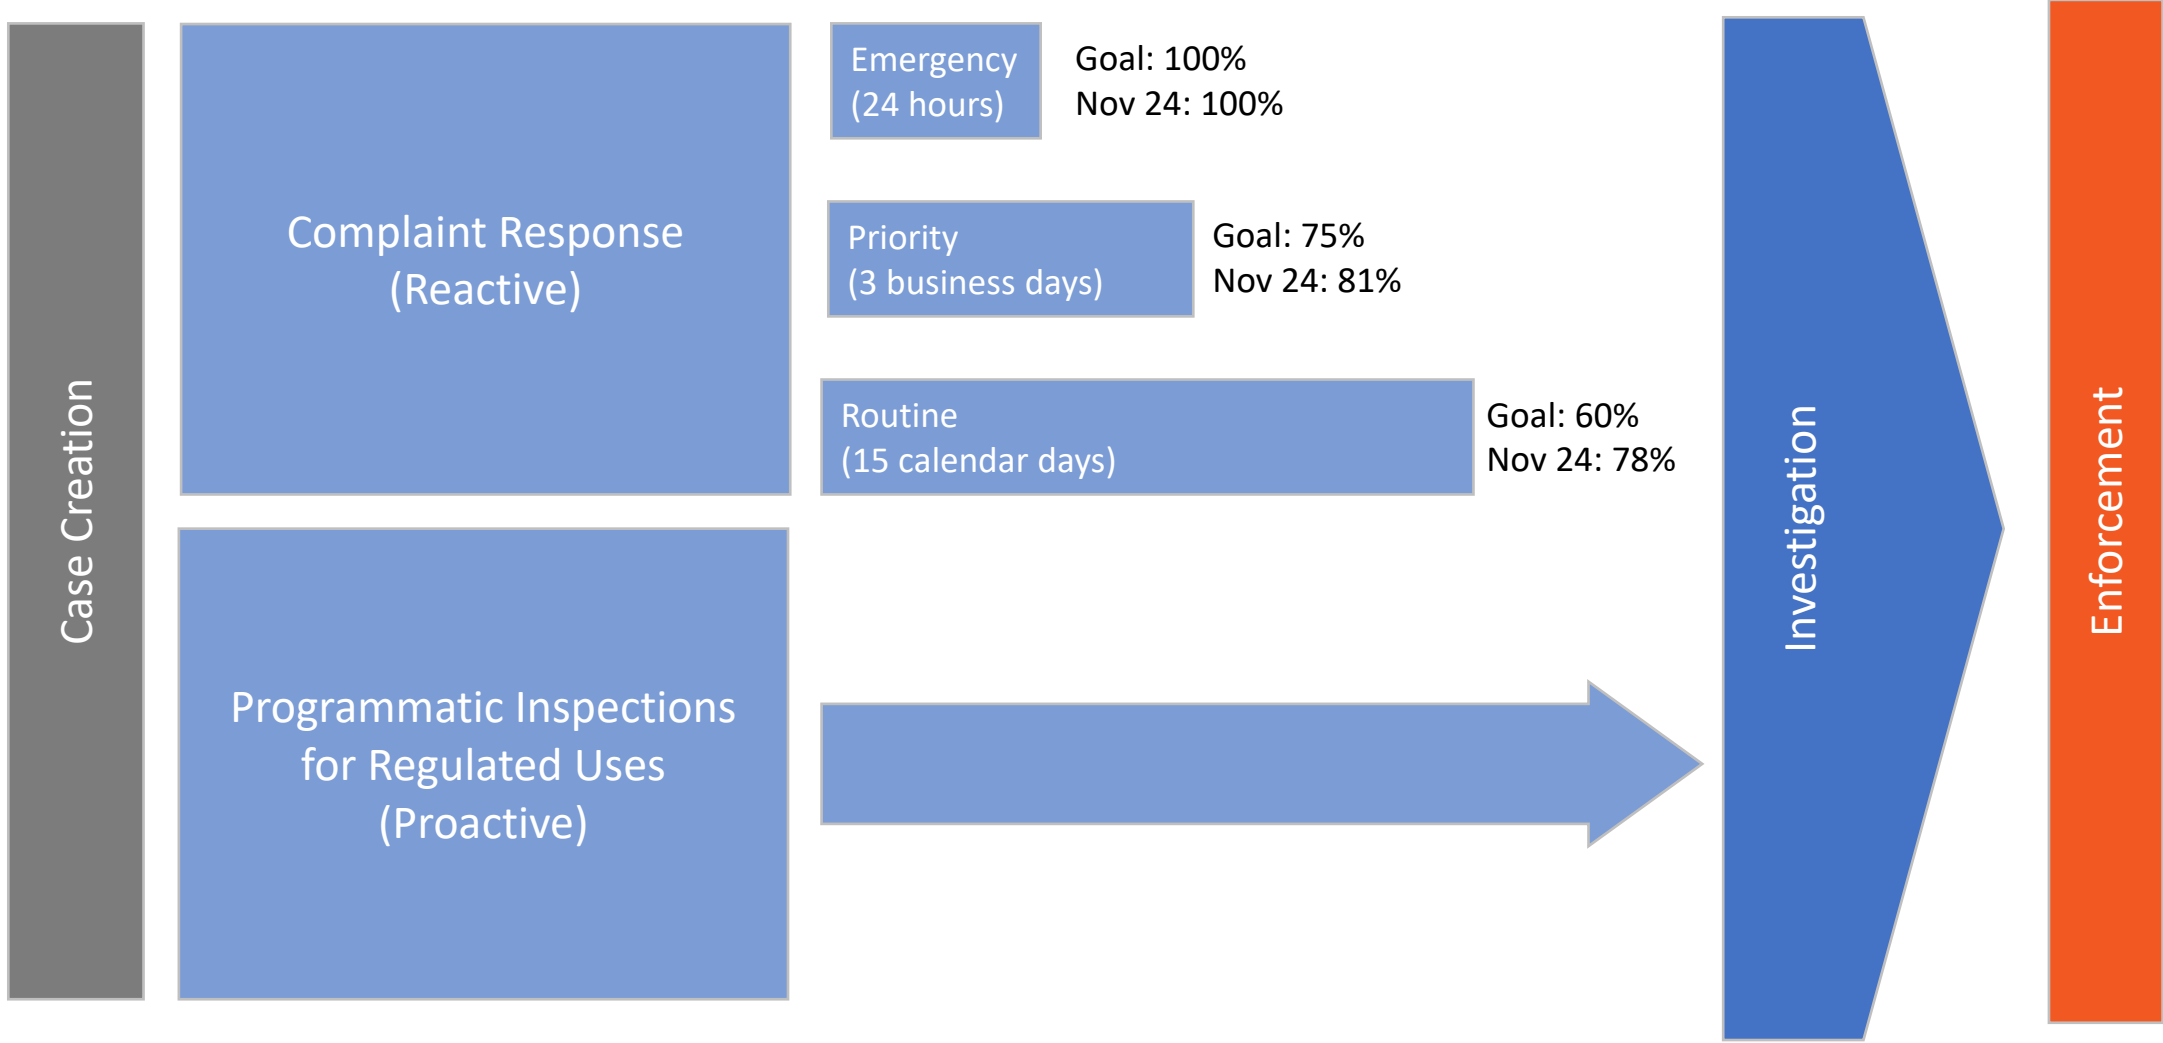 Case Creation
Complaint Response
(Reactive)
Emergency
(24 hours)
Goal: 100%
Nov 24: 100%
Priority
(3 business days)
Goal: 75%
Nov 24: 81%
Routine
(15 calendar days)
Goal: 60%
Nov 24: 78%
Programmatic Inspections
for Regulated Uses
(Proactive)
Investigation
Enforcement